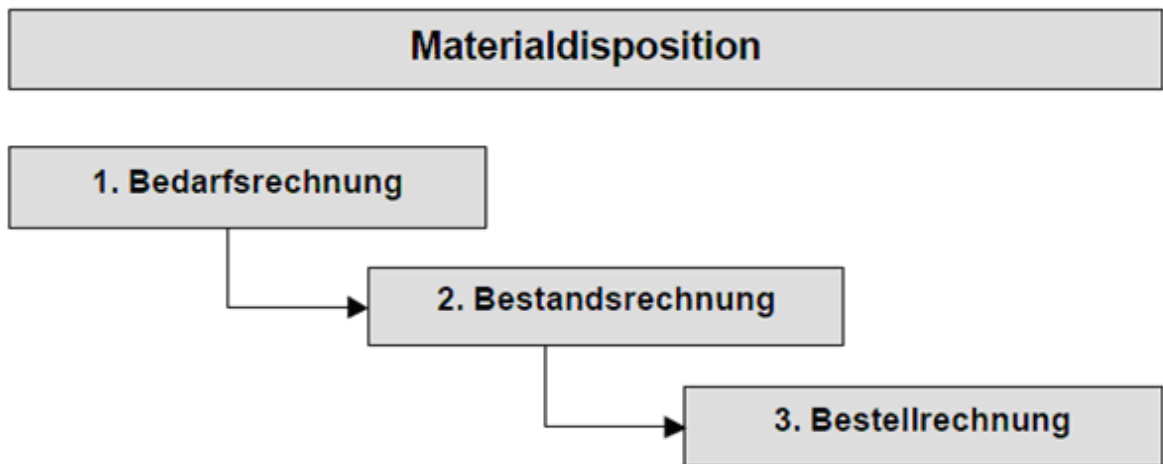 Materialdisposition
1. Bedarfsrechnung
2. Bestandsrechnung
3. Bestellrechnung